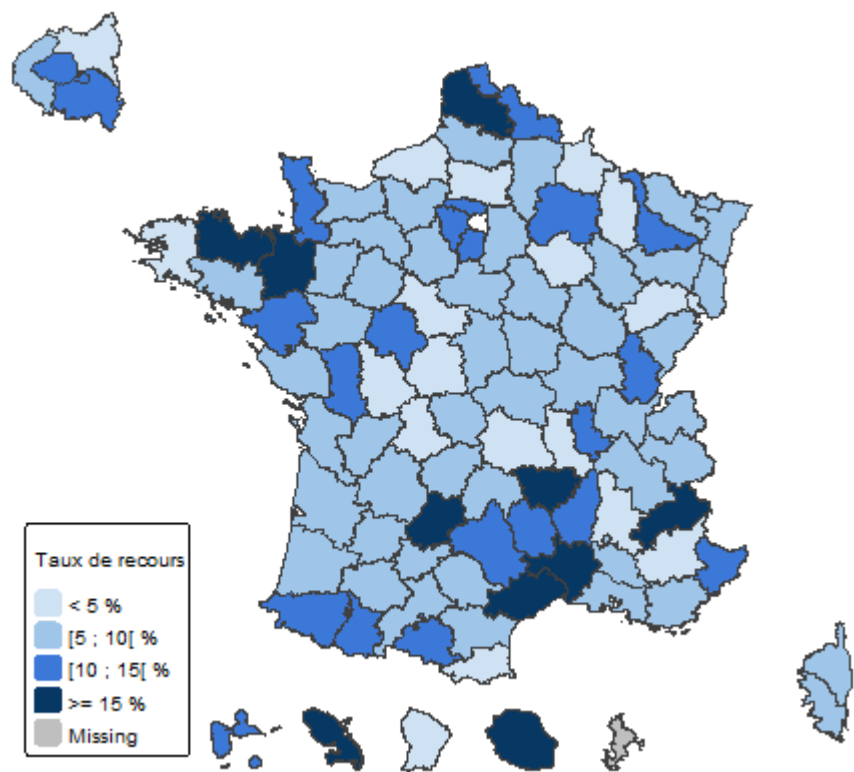 Taux de recours
< 5 %
[5 ; 10[ %
[10 ; 15[ %
>= 15 %
Missing